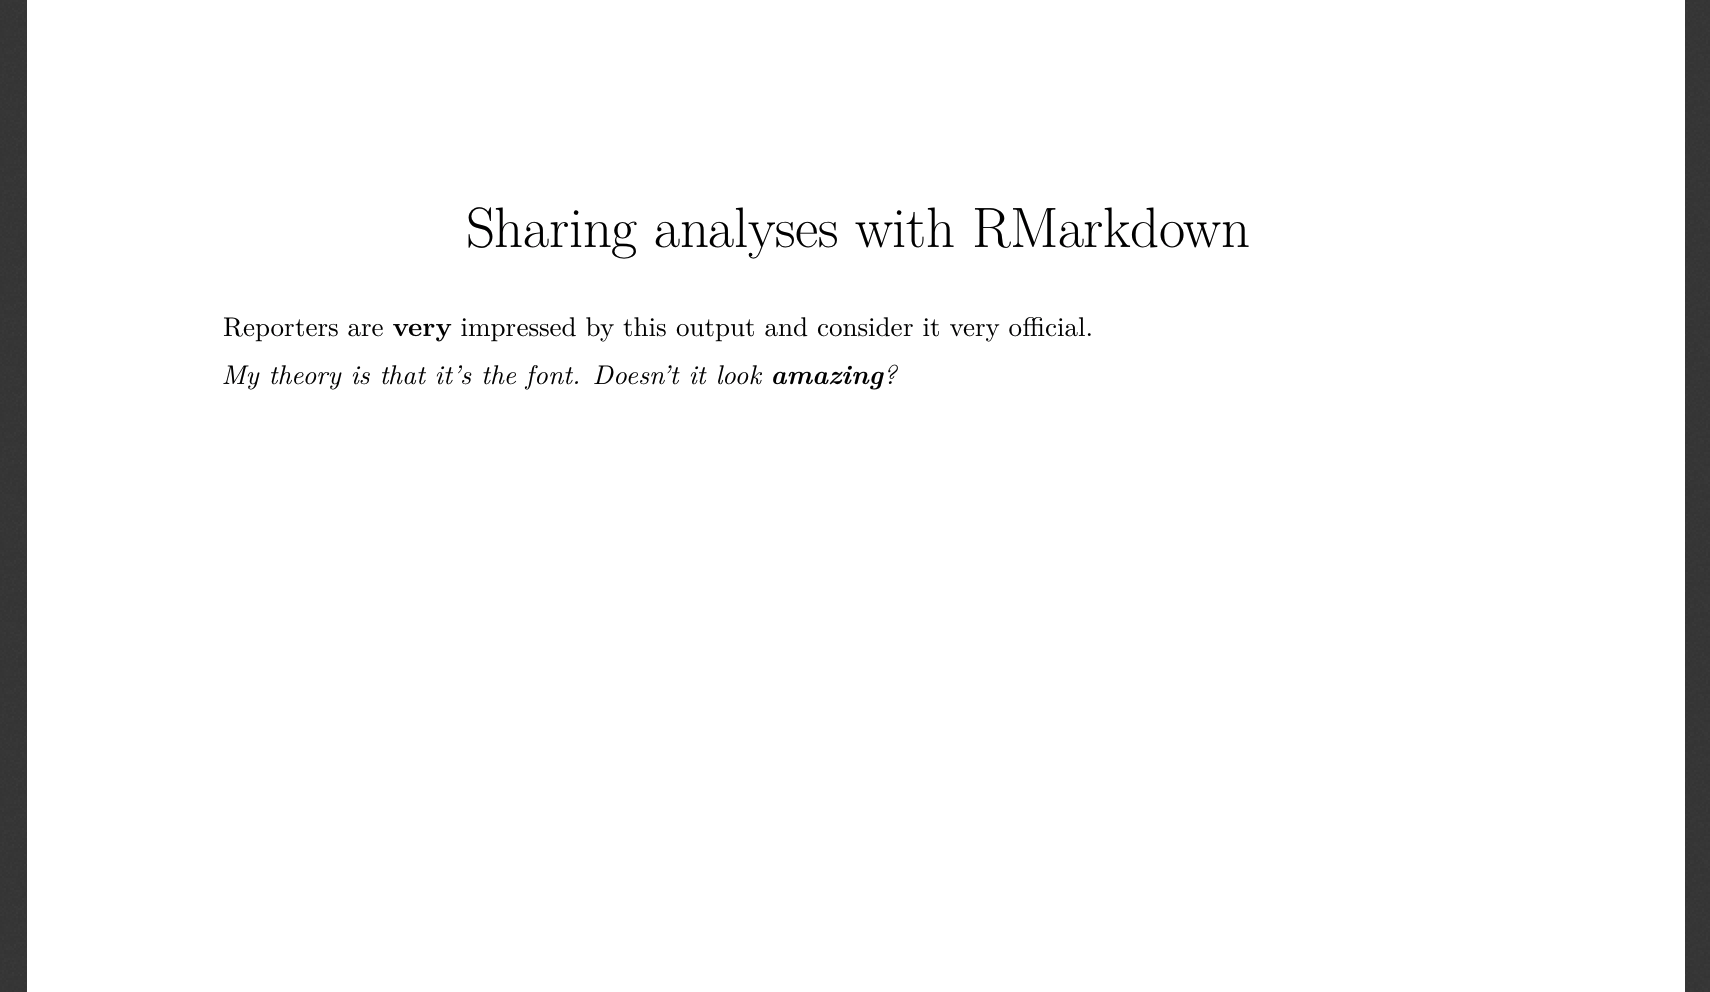 Sharing analyses with RMarkdown
Reporters are very impressed by this output and consider it very official.
My theory is that it's the font. Doesn't it look amazing?